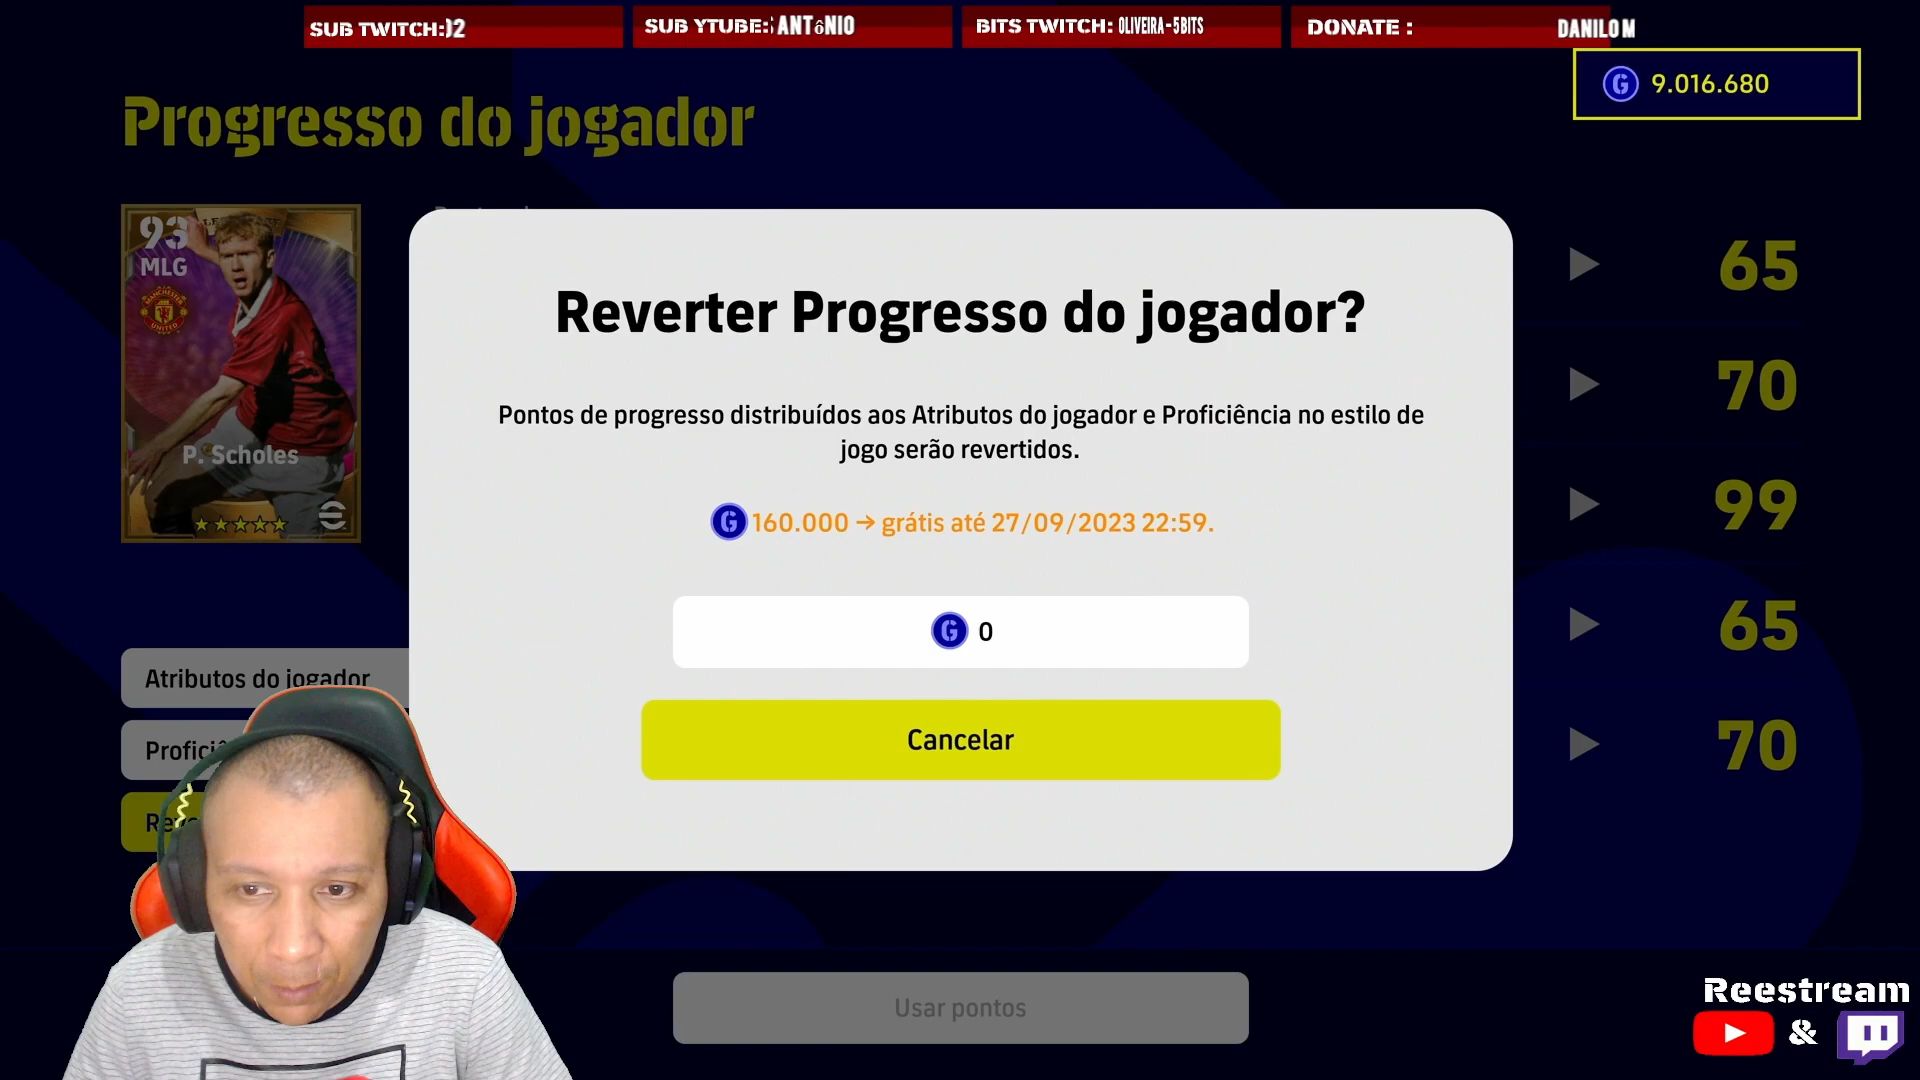 SUB TWITCH:
SUB YTUBE: ANTôNIO
BITS TWITCH: OLIVEIRA-5BITS
DONATE : DANILO M
9.016.680
Progresso do jogador
93
MLG
MANCHESTER
UNITED
P. Scholes
65
70
99
65
70
Reverter Progresso do jogador?
Pontos de progresso distribuídos aos Atributos do jogador e Proficiência no estilo de
jogo serão revertidos.
G 160.000 → grátis até 27/09/2023 22:59.
G 0
Cancelar
Atributos do jogador
Usar pontos
Reestream
&